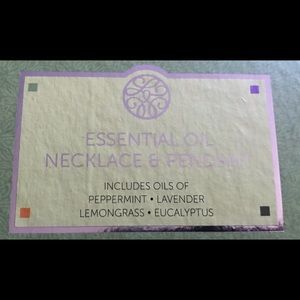 ESSENTIAL OIL
NECKLACE & PENDANT
INCLUDES OILS OF
PEPPERMINT • LAVENDER
LEMONGRASS • EUCALYPTUS